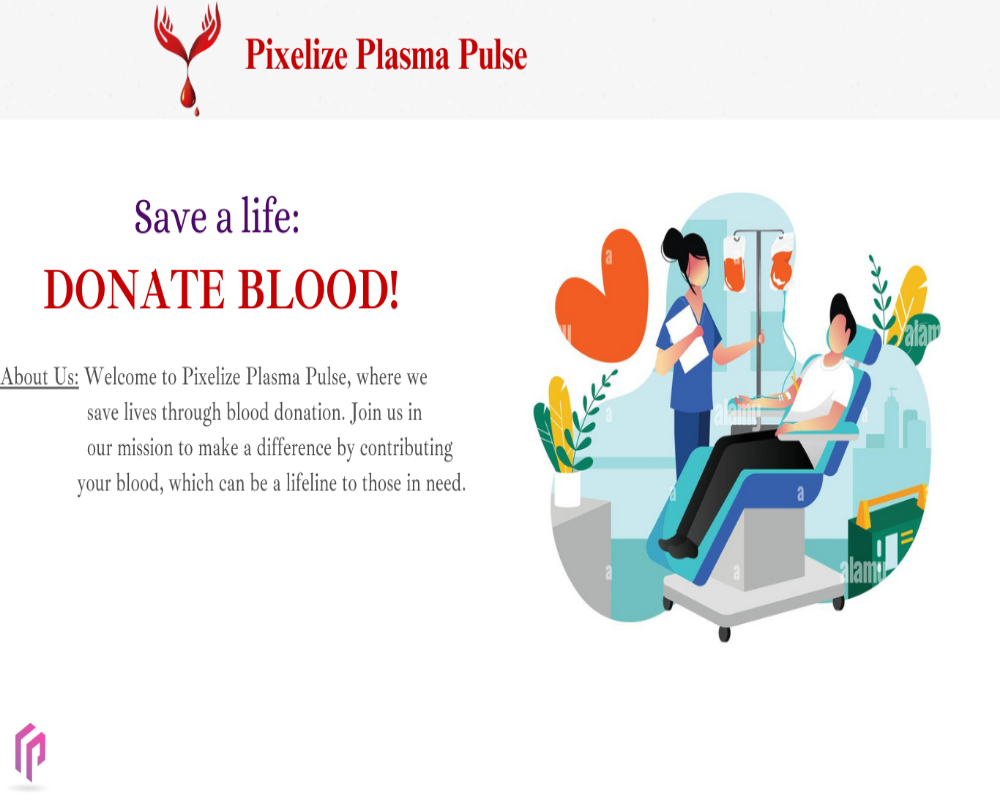 Pixelize Plasma Pulse
Save a life:
DONATE BLOOD!
About Us: Welcome to Pixelize Plasma Pulse, where we
save lives through blood donation. Join us in
our mission to make a difference by contributing
your blood, which can be a lifeline to those in need.
a
alamy
a
alamy
a
a
a
a
a
alamy